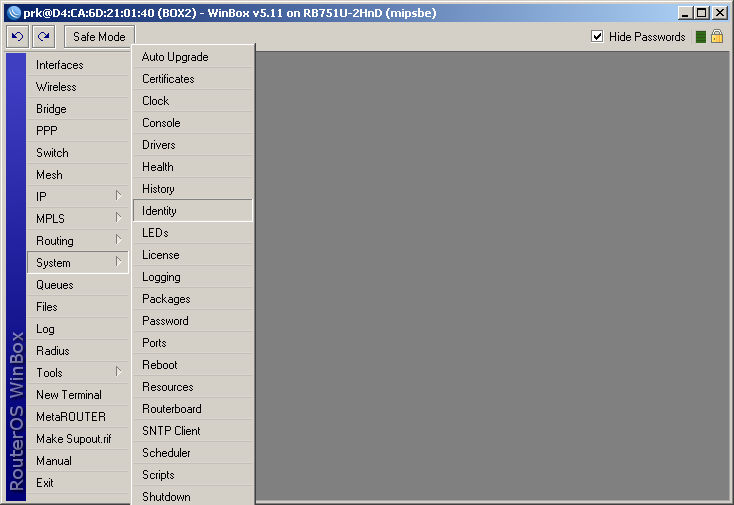 prk@D4:CA:6D:21:01:40 (BOX2) - WinBox v5.11 on RB751U-2HnD (mipsbe)
Safe Mode
Hide Passwords
Interfaces
Wireless
Bridge
PPP
Switch
Mesh
IP
MPLS
Routing
System
Queues
Files
Log
Radius
Tools
New Terminal
MetaROUTER
Make Supout.rif
Manual
Exit
Auto Upgrade
Certificates
Clock
Console
Drivers
Health
History
Identity
LEDs
License
Logging
Packages
Password
Ports
Reboot
Resources
Routerboard
SNTP Client
Scheduler
Scripts
Shutdown
RouterOS WinBox